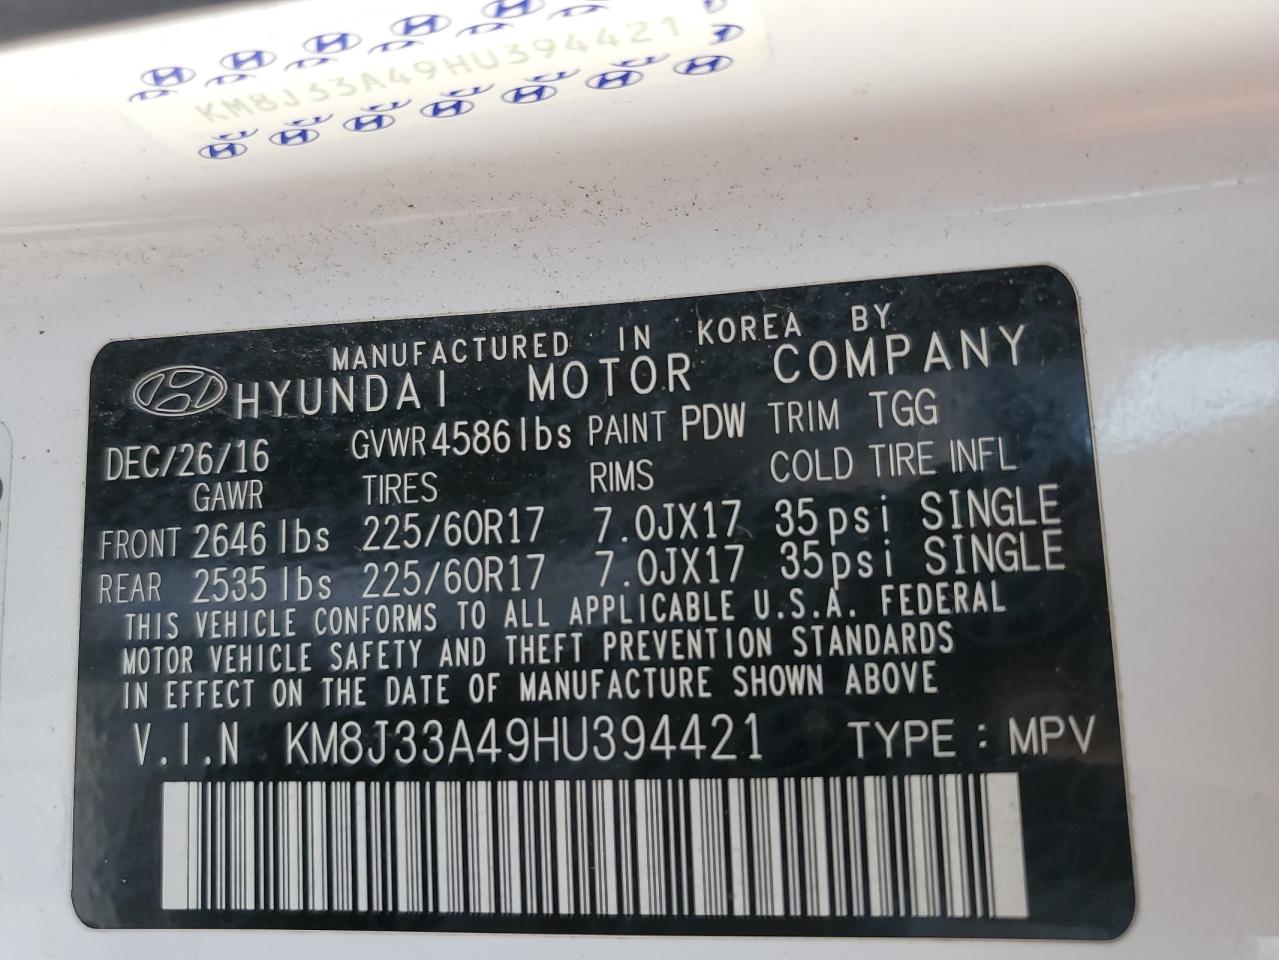 KM8J33A49HU394421
MANUFACTURED IN KOREA BY
HYUNDAI MOTOR COMPANY
DEC/26/16 GVWR 4586 lbs PAINT PDW TRIM TGG
GAWR TIRES RIMS COLD TIRE INFL
FRONT 2646 lbs 225/60R17 7.0JX17 35psi SINGLE
REAR 2535 lbs 225/60R17 7.0JX17 35psi SINGLE
THIS VEHICLE CONFORMS TO ALL APPLICABLE U.S.A. FEDERAL
MOTOR VEHICLE SAFETY AND THEFT PREVENTION STANDARDS
IN EFFECT ON THE DATE OF MANUFACTURE SHOWN ABOVE
V.I.N KM8J33A49HU394421 TYPE : MPV